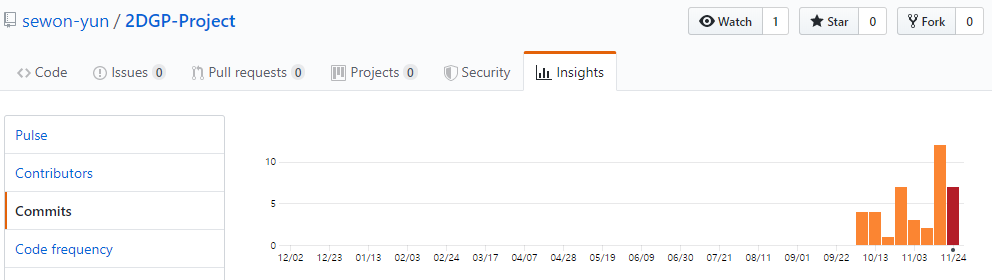 sewon-yun / 2DGP-Project
Watch 1 Star 0 Fork 0
Code Issues 0 Pull requests 0 Projects 0 Security Insights
Pulse
Contributors
Commits
Code frequency
10
5
0
12/02 12/23 01/13 02/03 02/24 03/17 04/07 04/28 05/19 06/09 06/30 07/21 08/11 09/01 09/22 10/13 11/03 11/24